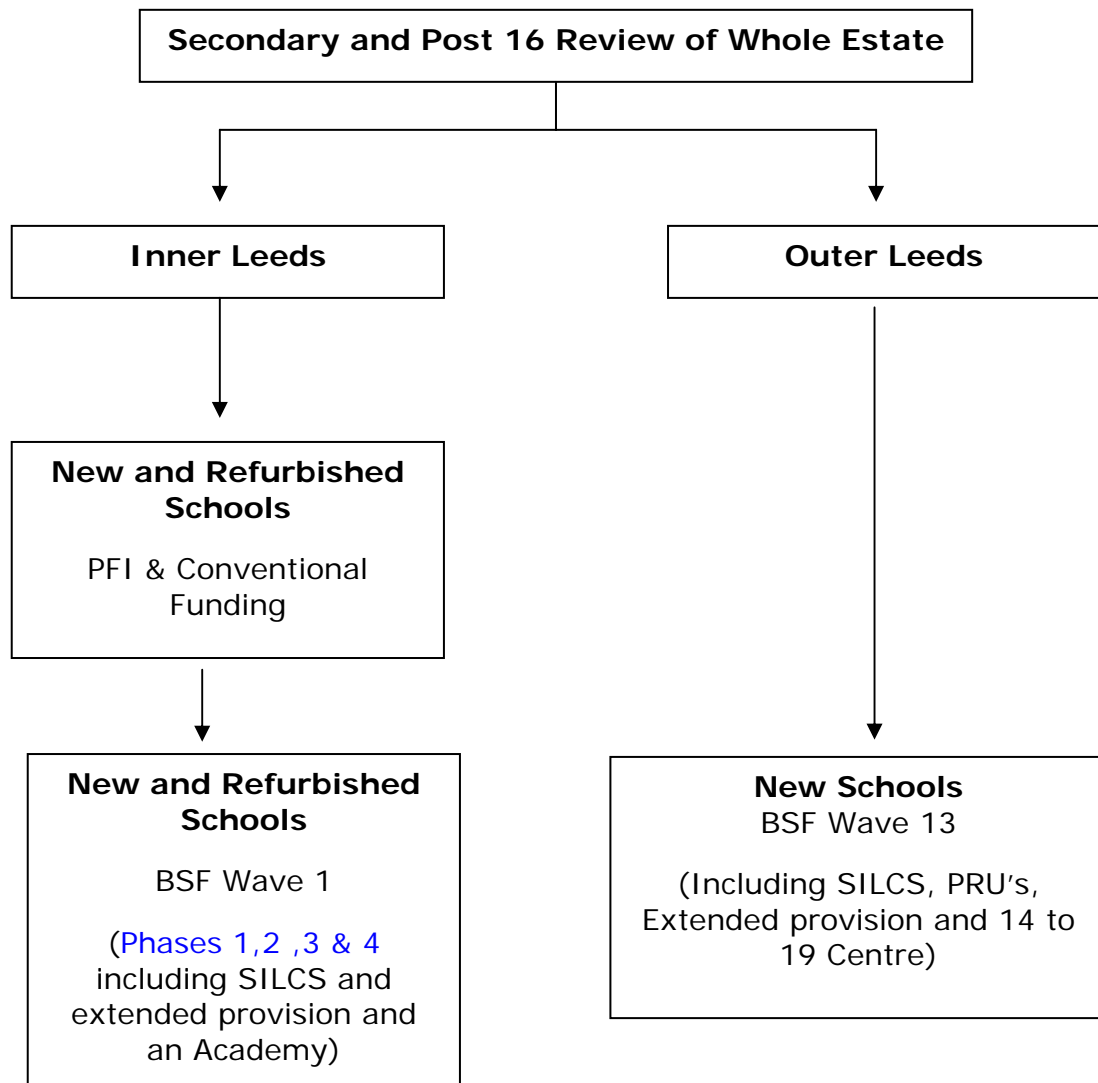 Secondary and Post 16 Review of Whole Estate
Inner Leeds
Outer Leeds
New and Refurbished
Schools
PFI & Conventional
Funding
New and Refurbished
Schools
BSF Wave 1
(Phases 1,2 ,3 & 4
including SILCS and
extended provision and
an Academy)
New Schools
BSF Wave 13
(Including SILCS, PRU's,
Extended provision and 14 to
19 Centre)